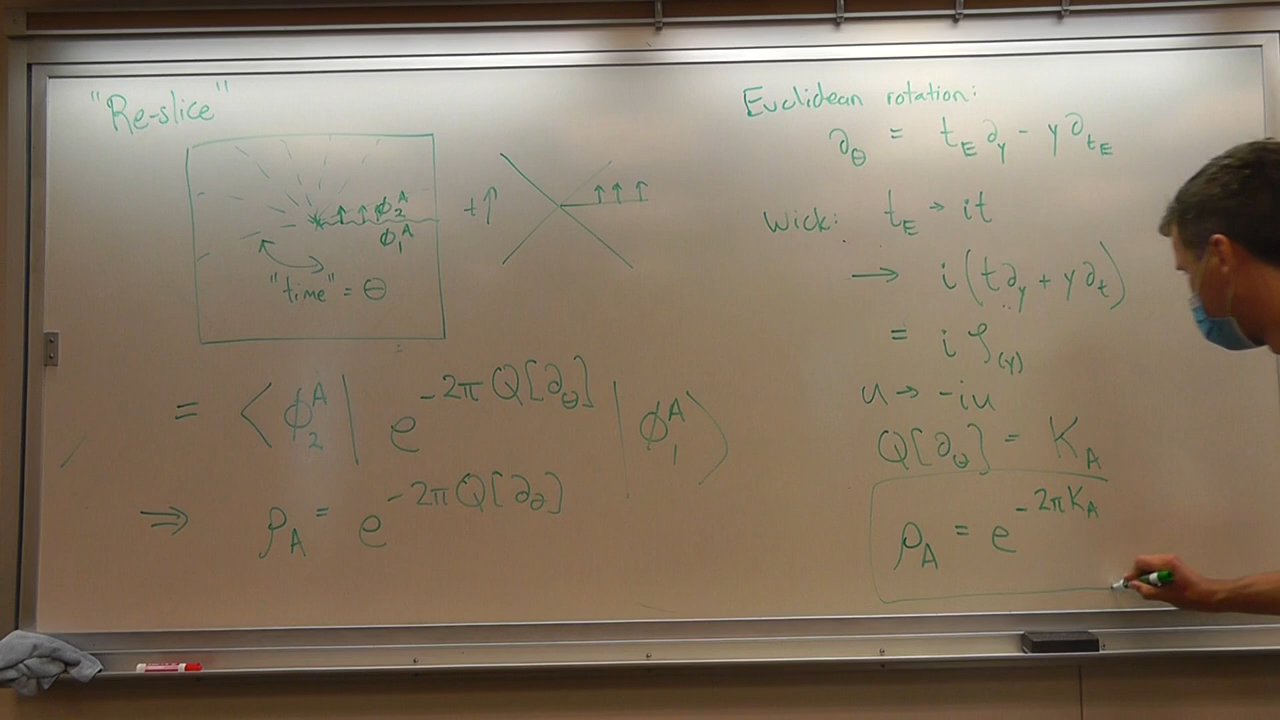 "Re-slice"
ϕ₂^A
ϕ₁^A
"time" = θ
t↑
= ⟨ϕ₂^A| e^{-2π Q[∂_θ]} |ϕ₁^A⟩
⇒ ρ_A = e^{-2π Q[∂_θ]}
Euclidean rotation:
∂_θ = t_E ∂_y - y ∂_{t_E}
Wick: t_E → it
→ i(t∂_y + y∂_t)
= i ζ_(y)
u → -iu
Q[∂_θ] = K_A
ρ_A = e^{-2πK_A}